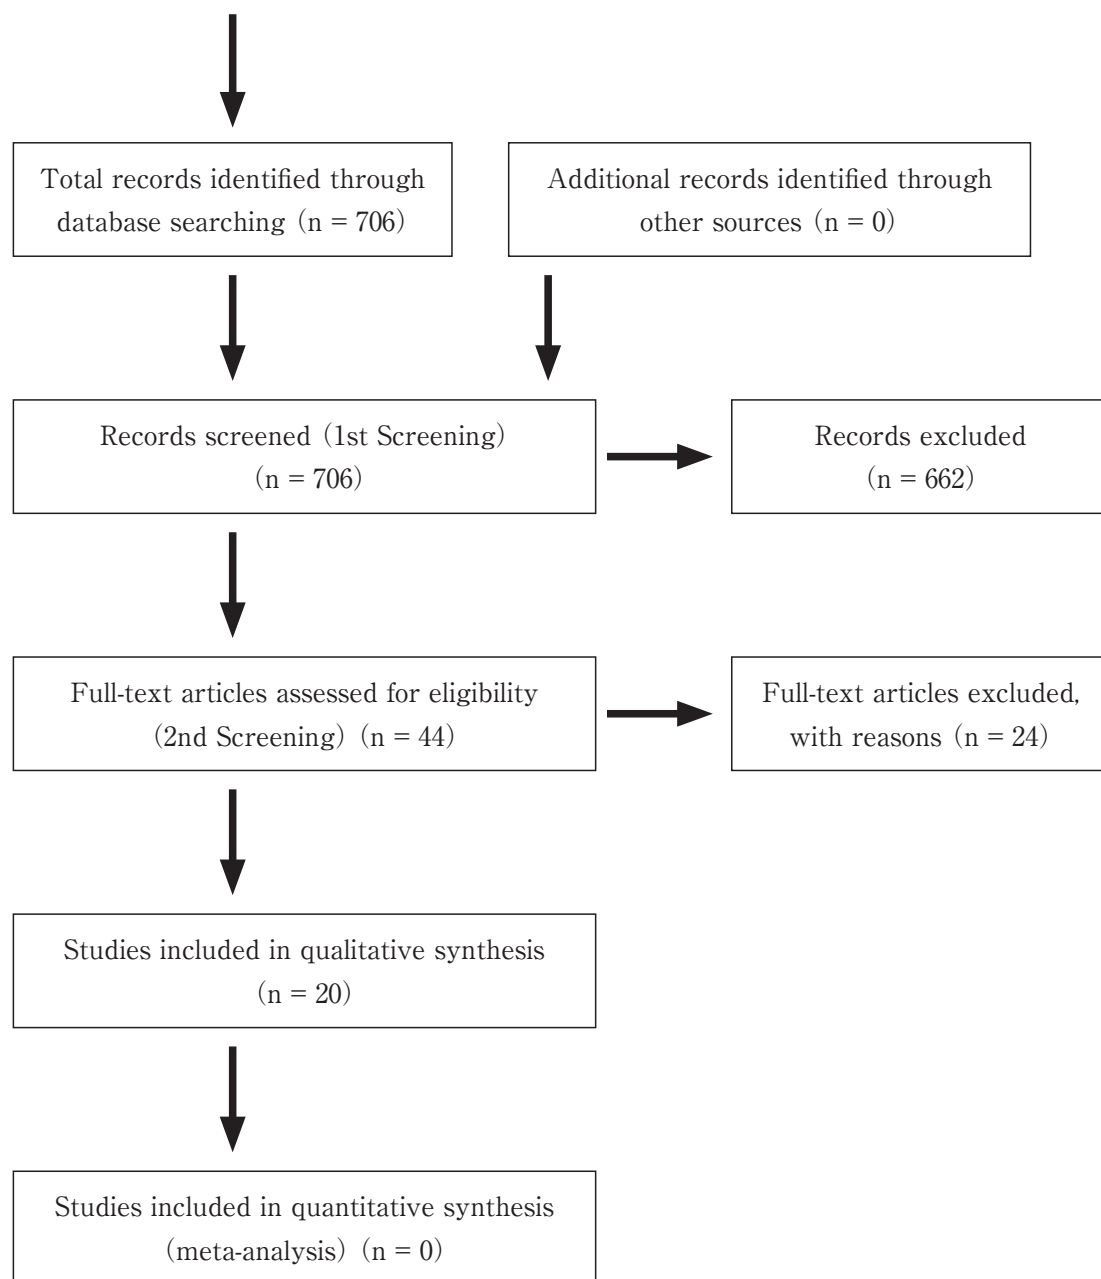 Total records identified through
database searching (n = 706)
Additional records identified through
other sources (n = 0)
Records screened (1st Screening)
(n = 706)
Records excluded
(n = 662)
Full-text articles assessed for eligibility
(2nd Screening) (n = 44)
Full-text articles excluded,
with reasons (n = 24)
Studies included in qualitative synthesis
(n = 20)
Studies included in quantitative synthesis
(meta-analysis) (n = 0)